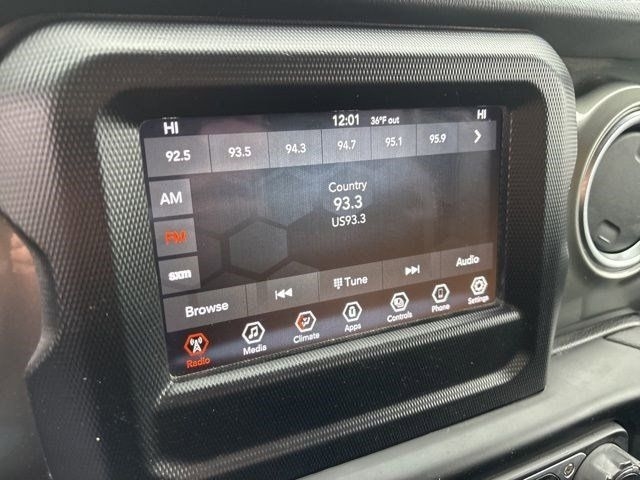 HI 12:01 36°F out HI
92.5 93.5 94.3 94.7 95.1 95.9
AM
FM
sxm
Country
93.3
US93.3
Browse Tune Audio
Radio Media Climate Apps Controls Phone Settings